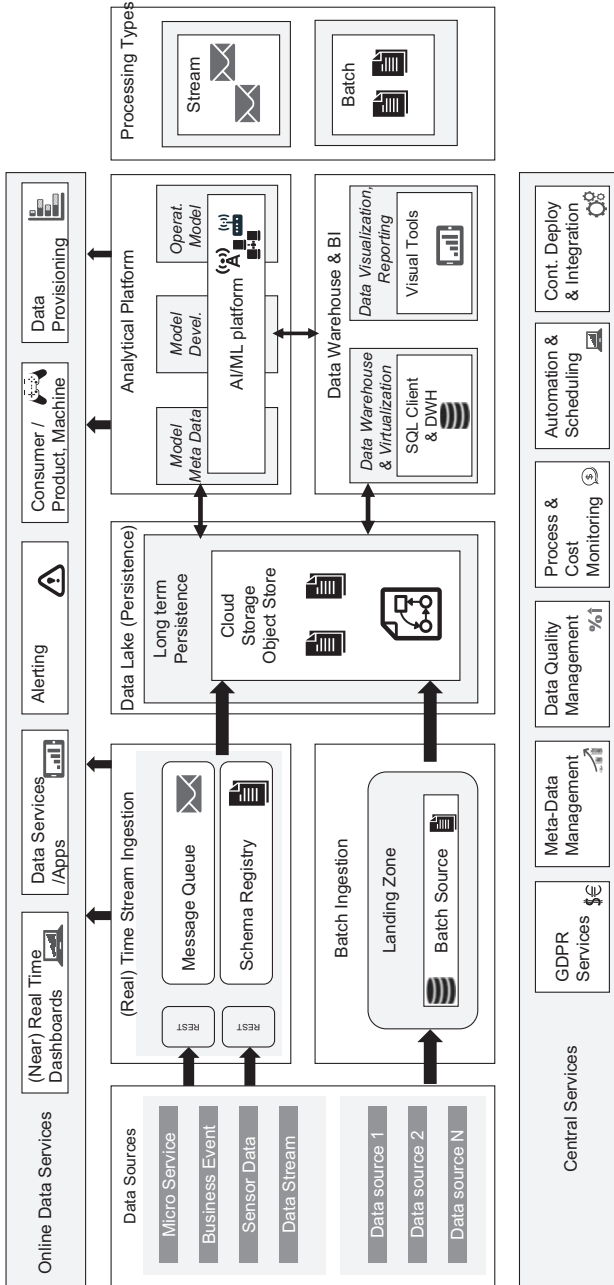 Online Data Services
(Near) Real Time
Dashboards
Data Services
/Apps
Alerting
Consumer /
Product, Machine
Data
Provisioning
Data Sources
Micro Service
Business Event
Sensor Data
Data Stream
Data source 1
Data source 2
Data source N
(Real) Time Stream Ingestion
REST
REST
Message Queue
Schema Registry
Batch Ingestion
Landing Zone
Batch Source
Data Lake (Persistence)
Long term
Persistence
Cloud
Storage
Object Store
Analytical Platform
Model
Meta Data
Model
Devel.
Operat.
Model
AI/ML platform
Data Warehouse & BI
Data Warehouse
& Virtualization
SQL Client
& DWH
Data Visualization,
Reporting
Visual Tools
Processing Types
Stream
Batch
Central Services
GDPR
Services
$€
Meta-Data
Management
Data Quality
Management
%
Process &
Cost
Monitoring
$
Automation &
Scheduling
Cont. Deploy
& Integration